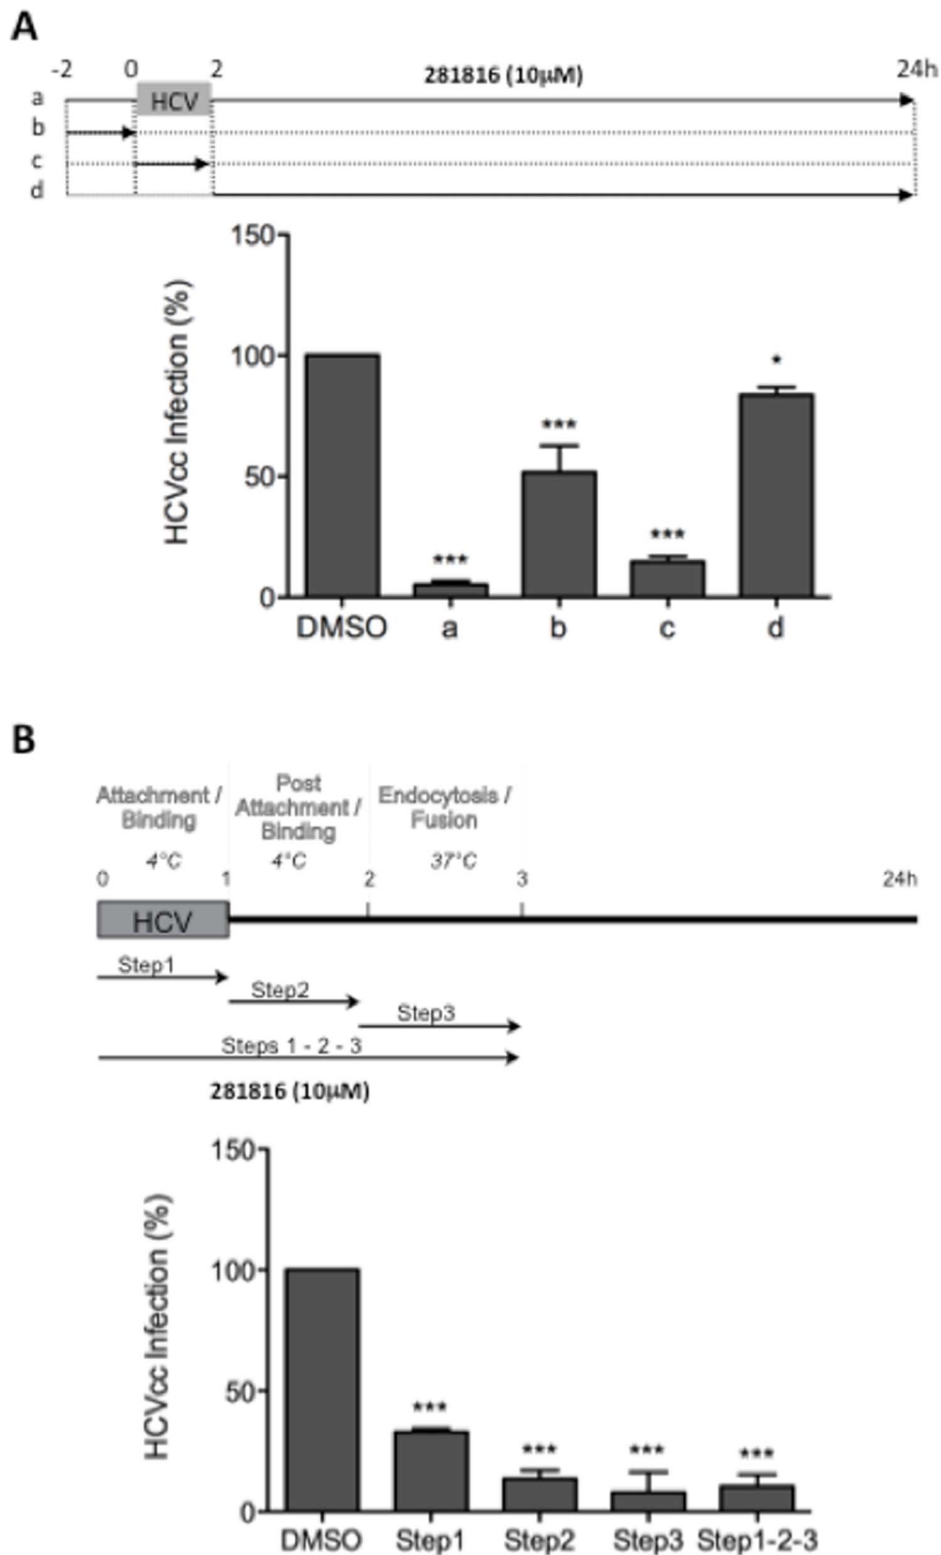 A
-2 0 2 281816 (10µM) 24h
a HCV
b
c
d
150
100
50
0
HCVcc Infection (%)
*
***
***
***
DMSO a b c d
B
Attachment / Binding
4°C
Post Attachment / Binding
4°C
Endocytosis / Fusion
37°C
0 1 2 3 24h
HCV
Step1
Step2
Step3
Steps 1 - 2 - 3
281816 (10µM)
150
100
50
0
HCVcc Infection (%)
*** *** *** ***
DMSO Step1 Step2 Step3 Step1-2-3